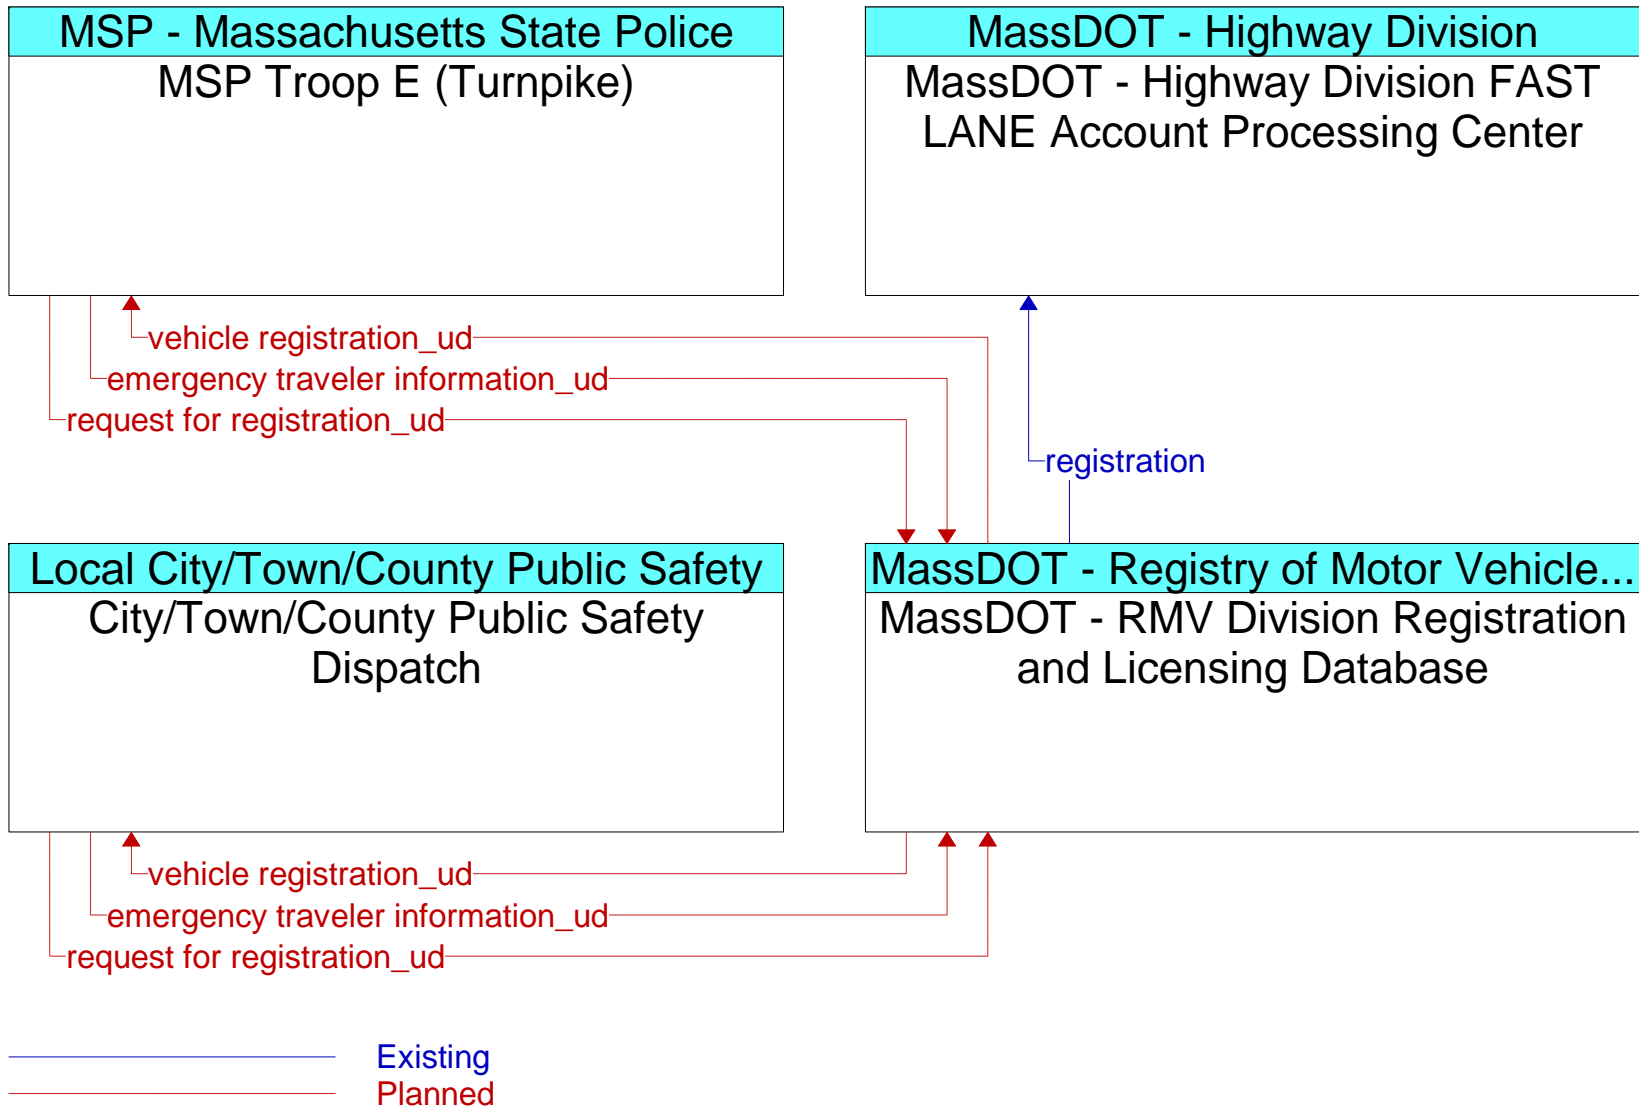 MSP - Massachusetts State Police
MSP Troop E (Turnpike)
MassDOT - Highway Division
MassDOT - Highway Division FAST
LANE Account Processing Center
vehicle registration_ud
emergency traveler information_ud
request for registration_ud
registration
Local City/Town/County Public Safety
City/Town/County Public Safety
Dispatch
MassDOT - Registry of Motor Vehicle...
MassDOT - RMV Division Registration
and Licensing Database
vehicle registration_ud
emergency traveler information_ud
request for registration_ud
Existing
Planned